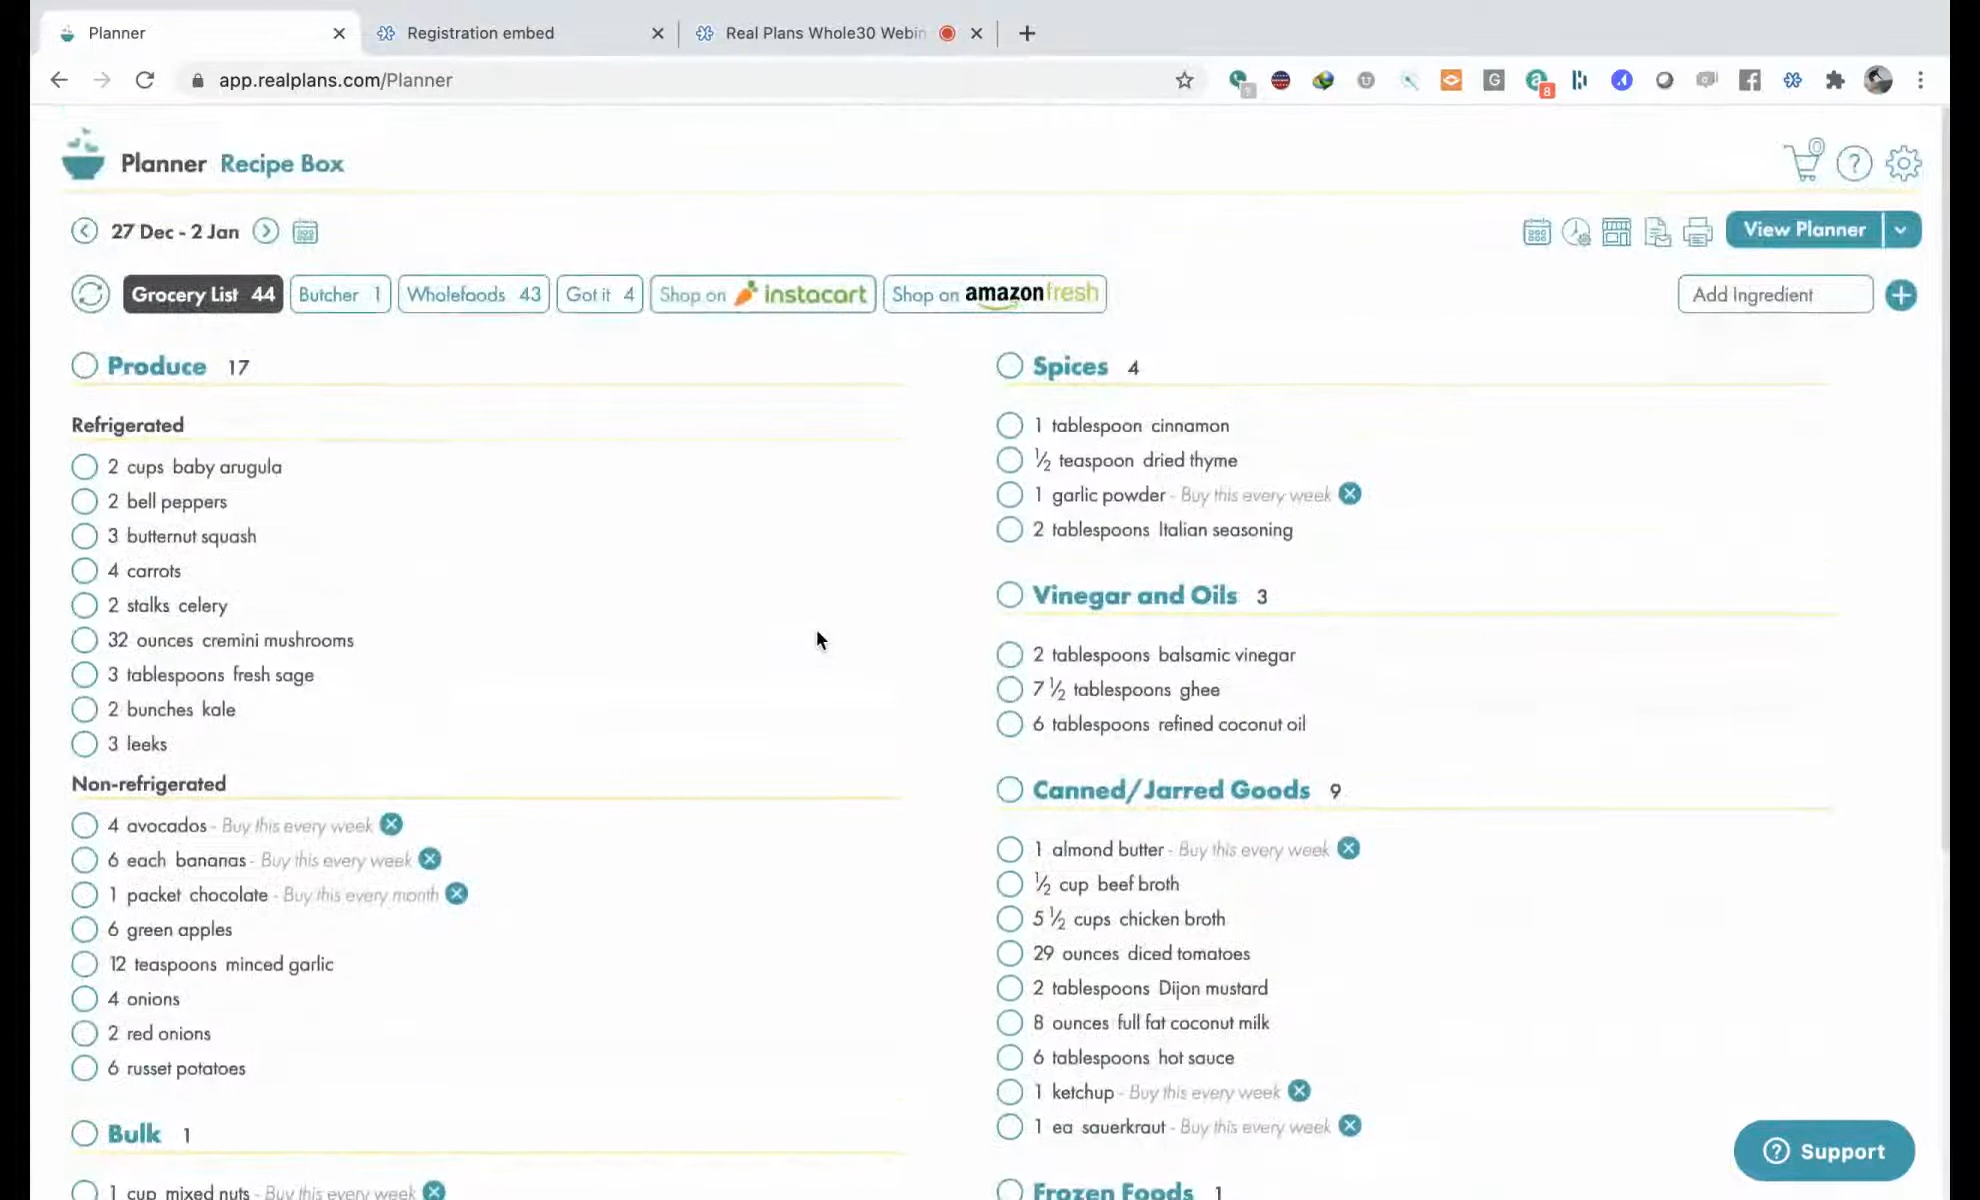 Planner
Registration embed
Real Plans Whole30 Webin
app.realplans.com/Planner
8
Planner Recipe Box
0
?
27 Dec - 2 Jan
View Planner
Grocery List 44
Butcher 1
Wholefoods 43
Got it 4
Shop on instacart
Shop on amazonfresh
Add Ingredient
Produce 17
Refrigerated
2 cups baby arugula
2 bell peppers
3 butternut squash
4 carrots
2 stalks celery
32 ounces cremini mushrooms
3 tablespoons fresh sage
2 bunches kale
3 leeks
Non-refrigerated
4 avocados - Buy this every week
6 each bananas - Buy this every week
1 packet chocolate - Buy this every month
6 green apples
12 teaspoons minced garlic
4 onions
2 red onions
6 russet potatoes
Bulk 1
1 cup mixed nuts - Buy this every week
Spices 4
1 tablespoon cinnamon
½ teaspoon dried thyme
1 garlic powder - Buy this every week
2 tablespoons Italian seasoning
Vinegar and Oils 3
2 tablespoons balsamic vinegar
7 ½ tablespoons ghee
6 tablespoons refined coconut oil
Canned/Jarred Goods 9
1 almond butter - Buy this every week
½ cup beef broth
5 ½ cups chicken broth
29 ounces diced tomatoes
2 tablespoons Dijon mustard
8 ounces full fat coconut milk
6 tablespoons hot sauce
1 ketchup - Buy this every week
1 ea sauerkraut - Buy this every week
Frozen Foods 1
? Support